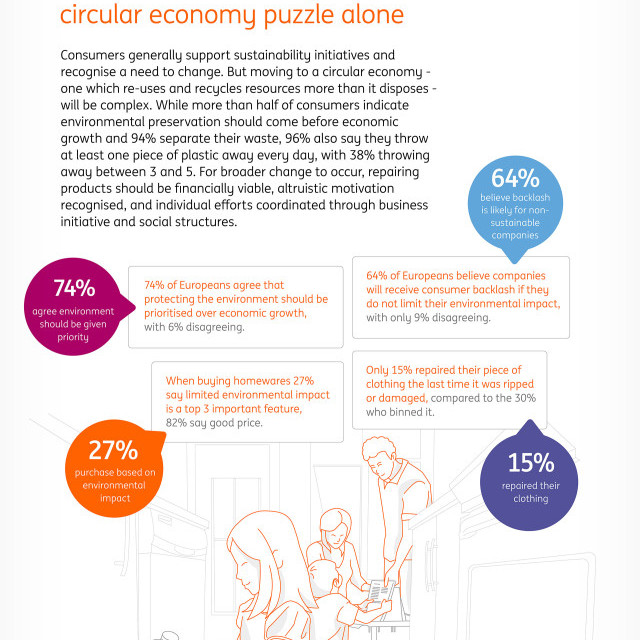 circular economy puzzle alone
Consumers generally support sustainability initiatives and
recognise a need to change. But moving to a circular economy -
one which re-uses and recycles resources more than it disposes -
will be complex. While more than half of consumers indicate
environmental preservation should come before economic
growth and 94% separate their waste, 96% also say they throw
at least one piece of plastic away every day, with 38% throwing
away between 3 and 5. For broader change to occur, repairing
products should be financially viable, altruistic motivation
recognised, and individual efforts coordinated through business
initiative and social structures.
64%
believe backlash
is likely for non-
sustainable
companies
74%
agree environment
should be given
priority
74% of Europeans agree that
protecting the environment should be
prioritised over economic growth,
with 6% disagreeing.
64% of Europeans believe companies
will receive consumer backlash if they
do not limit their environmental impact,
with only 9% disagreeing.
When buying homewares 27%
say limited environmental impact
is a top 3 important feature,
82% say good price.
Only 15% repaired their piece of
clothing the last time it was ripped
or damaged, compared to the 30%
who binned it.
27%
purchase based on
environmental
impact
15%
repaired their
clothing